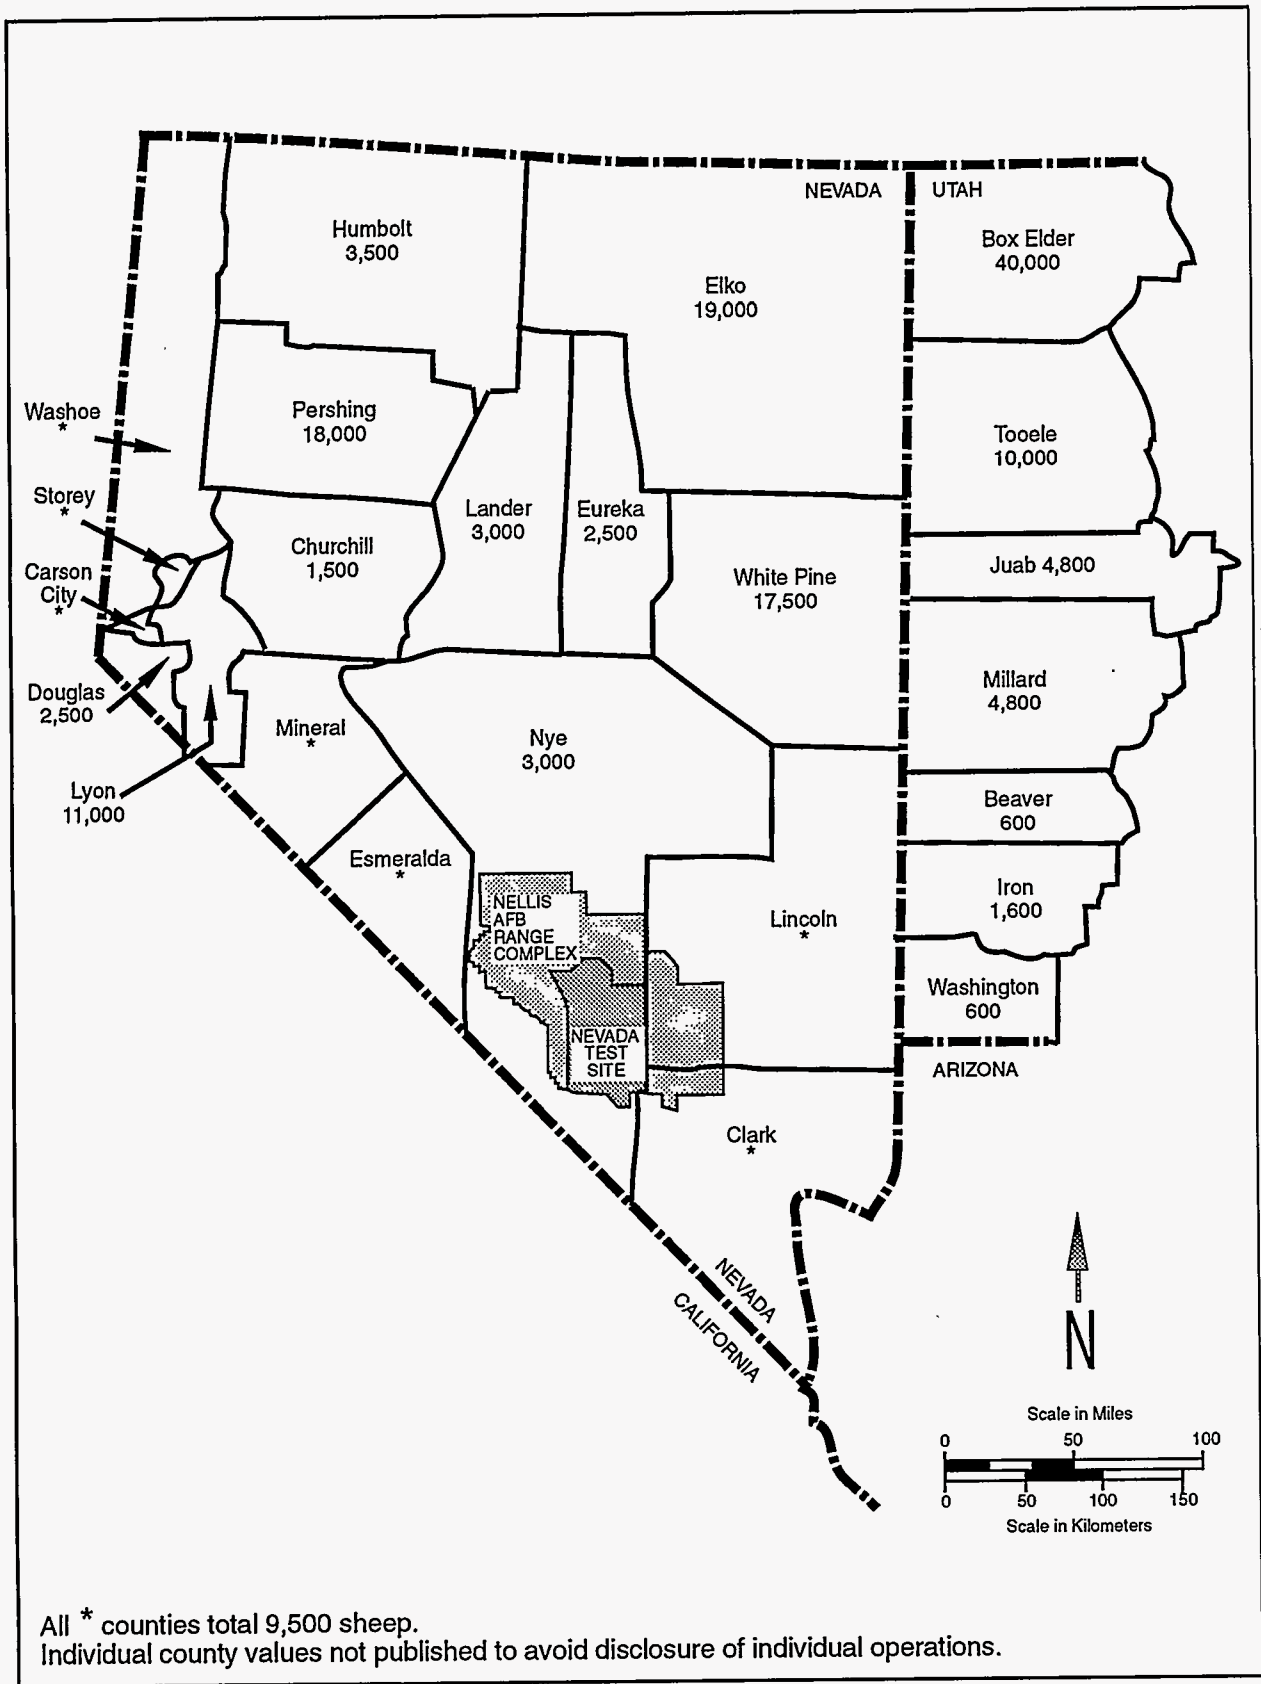 NEVADA
UTAH
Humbolt
3,500
Box Elder
40,000
Elko
19,000
Washoe
*
Pershing
18,000
Tooele
10,000
Storey
*
Lander
3,000
Eureka
2,500
Churchill
1,500
Juab 4,800
Carson
City
*
White Pine
17,500
Douglas
2,500
Millard
4,800
Mineral
*
Nye
3,000
Lyon
11,000
Beaver
600
Esmeralda
*
Iron
1,600
NELLIS
AFB
RANGE
COMPLEX
Lincoln
*
Washington
600
NEVADA
TEST
SITE
ARIZONA
Clark
*
NEVADA
CALIFORNIA
N
Scale in Miles
0 50 100
0 50 100 150
Scale in Kilometers
All * counties total 9,500 sheep.
Individual county values not published to avoid disclosure of individual operations.